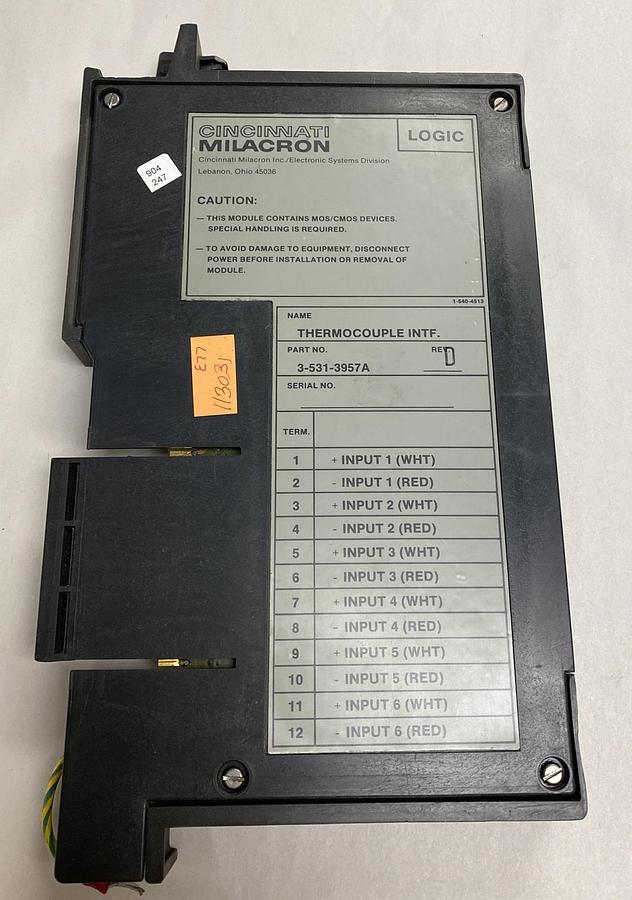 CINCINNATI
MILACRON
LOGIC
Cincinnati Milacron Inc./Electronic Systems Division
Lebanon, Ohio 45036
904
247
CAUTION:
— THIS MODULE CONTAINS MOS/CMOS DEVICES.
SPECIAL HANDLING IS REQUIRED.
— TO AVOID DAMAGE TO EQUIPMENT, DISCONNECT
POWER BEFORE INSTALLATION OR REMOVAL OF
MODULE.
1-540-4513
NAME
THERMOCOUPLE INTF.
PART NO.
REV
3-531-3957A
D
SERIAL NO.
E77
113031
TERM.
1 + INPUT 1 (WHT)
2 - INPUT 1 (RED)
3 + INPUT 2 (WHT)
4 - INPUT 2 (RED)
5 + INPUT 3 (WHT)
6 - INPUT 3 (RED)
7 + INPUT 4 (WHT)
8 - INPUT 4 (RED)
9 + INPUT 5 (WHT)
10 - INPUT 5 (RED)
11 + INPUT 6 (WHT)
12 - INPUT 6 (RED)